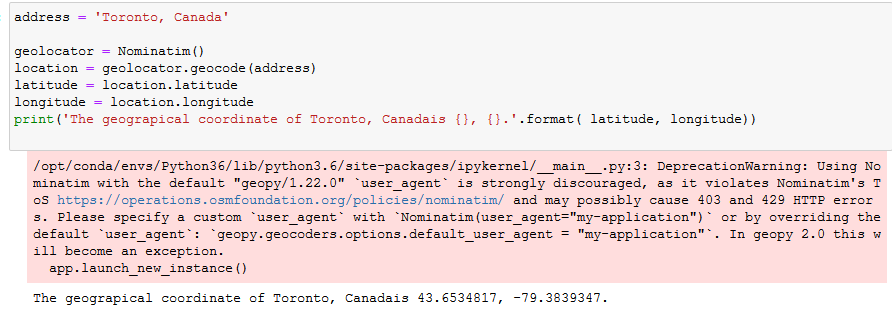 address = 'Toronto, Canada'
geolocator = Nominatim()
location = geolocator.geocode(address)
latitude = location.latitude
longitude = location.longitude
print('The geograpical coordinate of Toronto, Canadais {}, {}.'.format( latitude, longitude))
/opt/conda/envs/Python36/lib/python3.6/site-packages/ipykernel/__main__.py:3: DeprecationWarning: Using No
minatim with the default "geopy/1.22.0" `user_agent` is strongly discouraged, as it violates Nominatim's T
oS https://operations.osmfoundation.org/policies/nominatim/ and may possibly cause 403 and 429 HTTP error
s. Please specify a custom `user_agent` with `Nominatim(user_agent="my-application")` or by overriding the
default `user_agent`: `geopy.geocoders.options.default_user_agent = "my-application"`. In geopy 2.0 this w
ill become an exception.
  app.launch_new_instance()
The geograpical coordinate of Toronto, Canadais 43.6534817, -79.3839347.